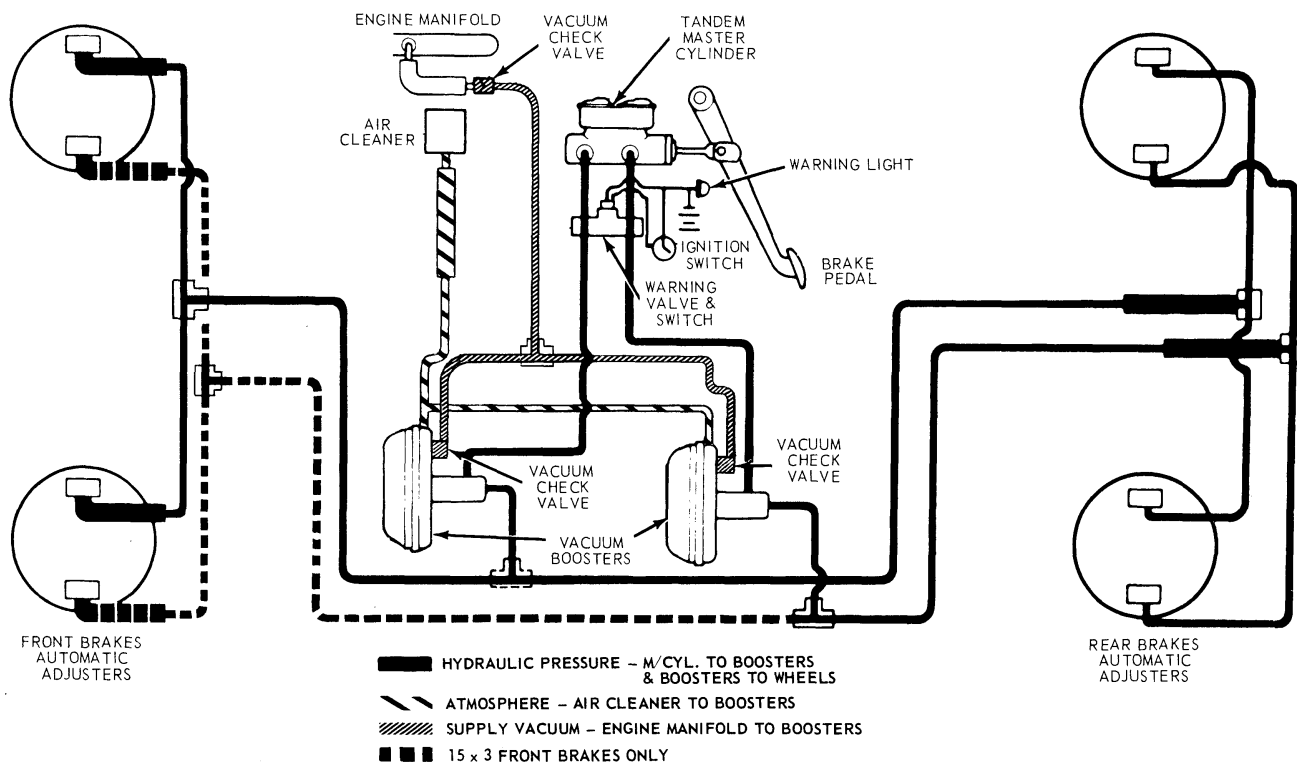 ENGINE MANIFOLD
VACUUM
CHECK
VALVE
TANDEM
MASTER
CYLINDER
AIR
CLEANER
WARNING LIGHT
IGNITION
SWITCH
BRAKE
PEDAL
WARNING
VALVE &
SWITCH
VACUUM
CHECK
VALVE
VACUUM
CHECK
VALVE
VACUUM
BOOSTERS
FRONT BRAKES
AUTOMATIC
ADJUSTERS
REAR BRAKES
AUTOMATIC
ADJUSTERS
HYDRAULIC PRESSURE – M/CYL. TO BOOSTERS
& BOOSTERS TO WHEELS
ATMOSPHERE – AIR CLEANER TO BOOSTERS
SUPPLY VACUUM – ENGINE MANIFOLD TO BOOSTERS
15 x 3 FRONT BRAKES ONLY